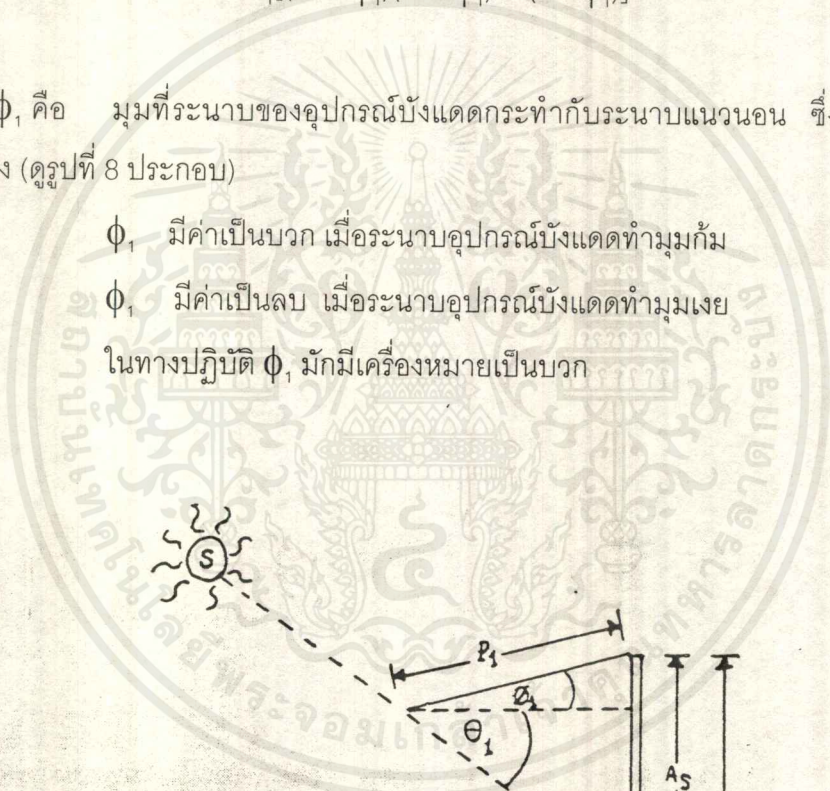 ϕ₁ คือ มุมที่ระนาบของอุปกรณ์บังแดดกระทำกับระนาบแนวนอน
(ดูรูปที่ 8 ประกอบ)
ϕ₁ มีค่าเป็นบวก เมื่อระนาบอุปกรณ์บังแดดทำมุมก้ม
ϕ₁ มีค่าเป็นลบ เมื่อระนาบอุปกรณ์บังแดดทำมุมเงย
ในทางปฏิบัติ ϕ₁ มักมีเครื่องหมายเป็นบวก
S
P₁
Ø₁
θ₁
A₅